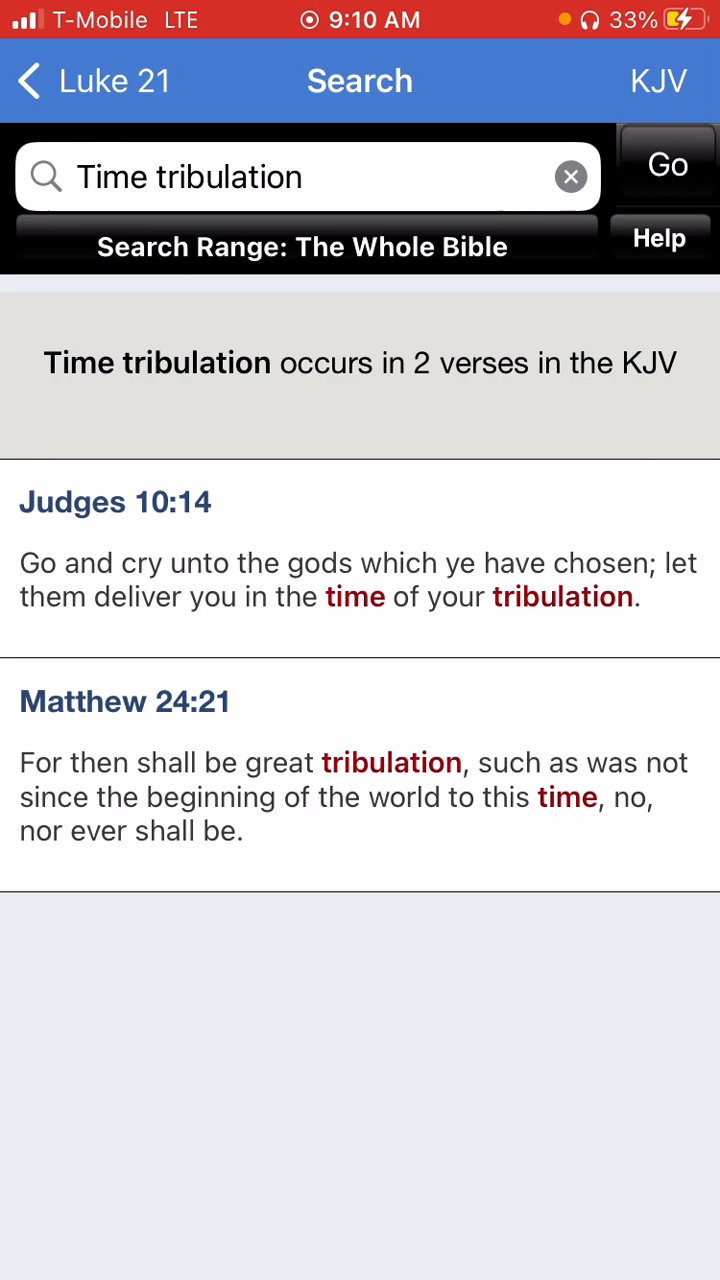 T-Mobile LTE 9:10 AM 33%
Luke 21 Search KJV
Time tribulation Go
Search Range: The Whole Bible Help
Time tribulation occurs in 2 verses in the KJV
Judges 10:14
Go and cry unto the gods which ye have chosen; let
them deliver you in the time of your tribulation.
Matthew 24:21
For then shall be great tribulation, such as was not
since the beginning of the world to this time, no,
nor ever shall be.